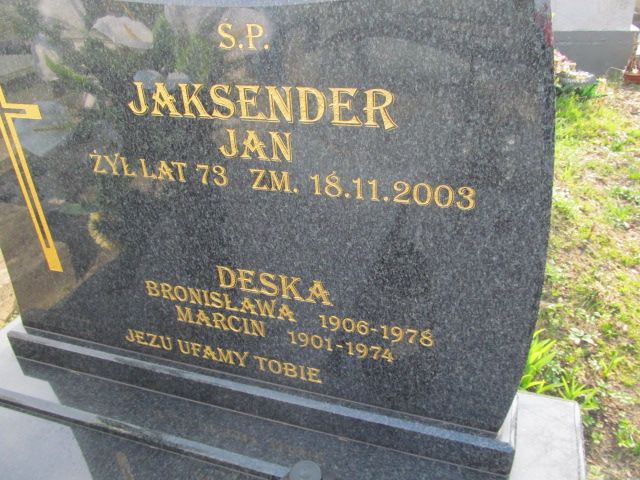 Ś.P.
JAKSENDER
JAN
ŻYŁ LAT 73 ZM. 18.11.2003
DESKA
BRONISŁAWA 1906-1978
MARCIN 1901-1974
JEZU UFAMY TOBIE